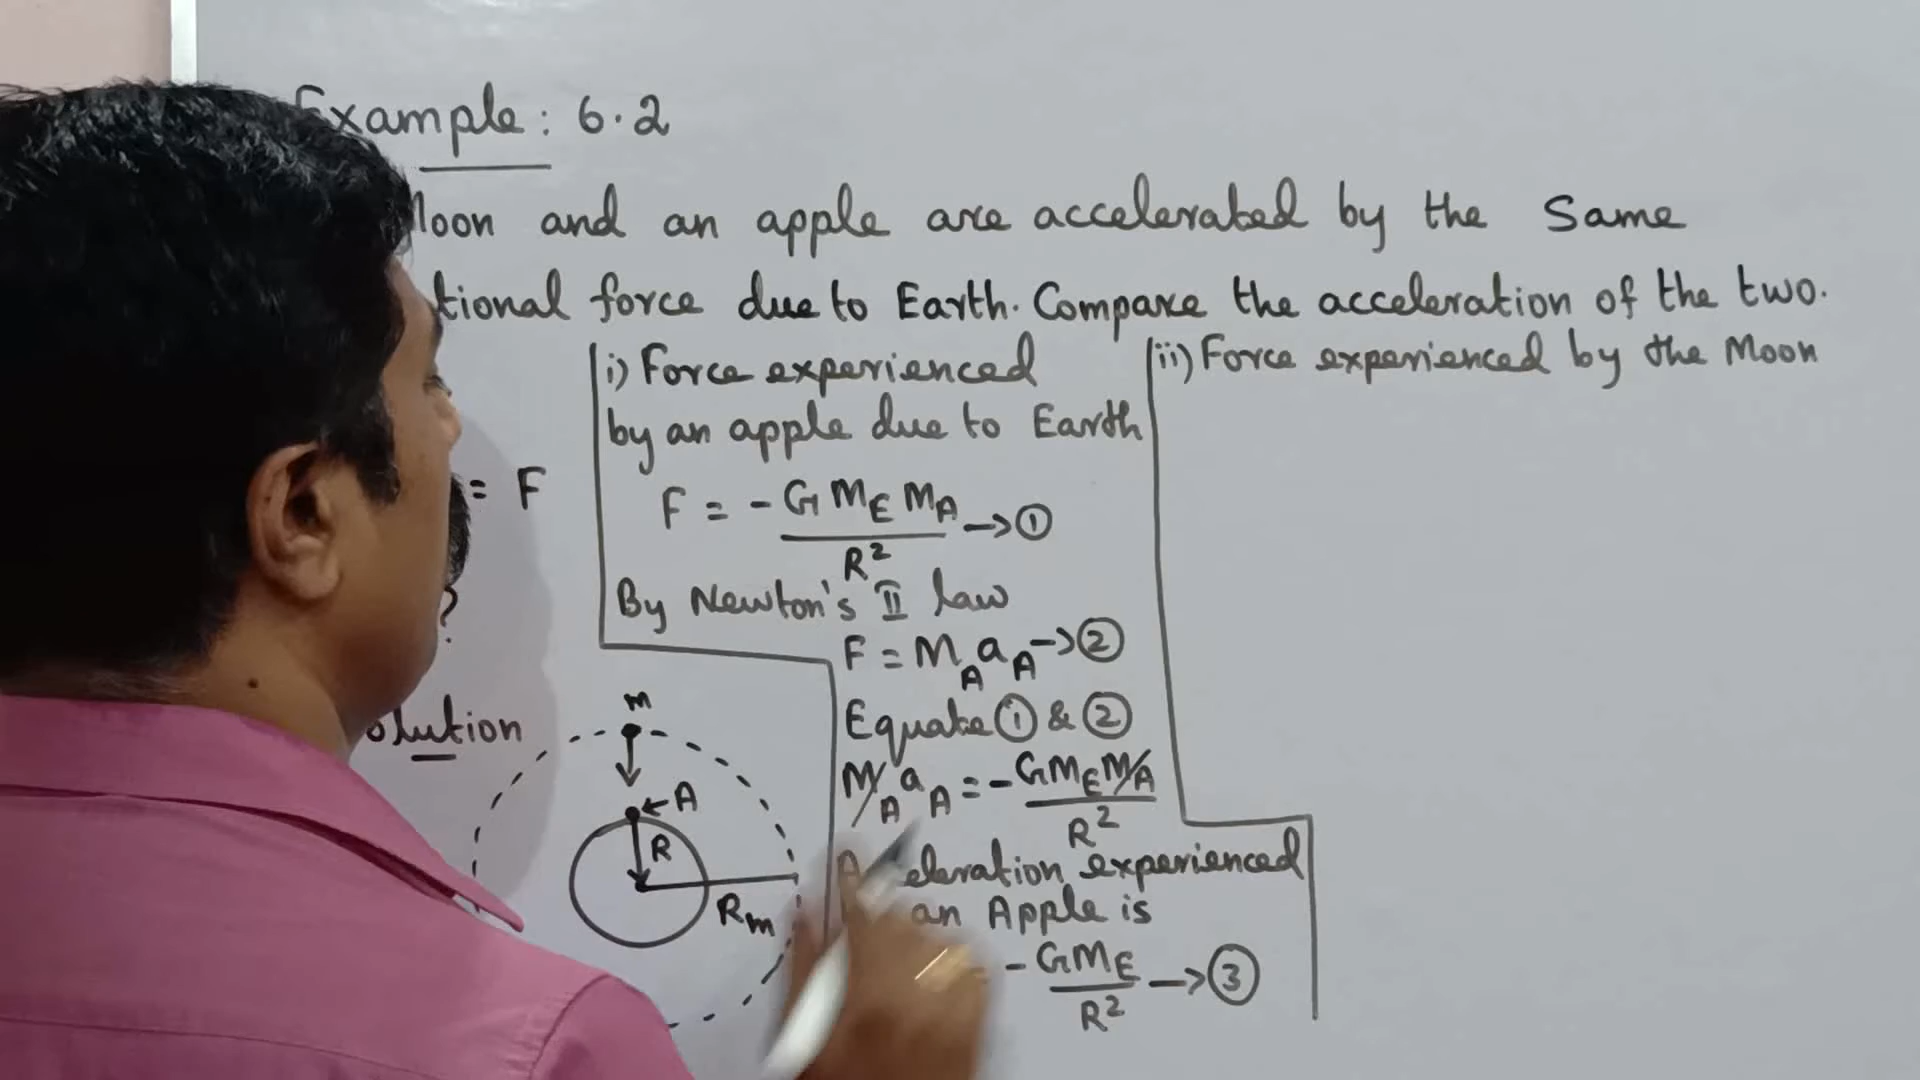 Example: 6.2
Moon and an apple are accelerated by the Same
tional force due to Earth. Compare the acceleration of the two.
= F
?
olution
m
A
R
Rm
i) Force experienced
by an apple due to Earth
F = - G ME MA / R² → ①
By Newton's II law
F = MA aA → ②
Equate ① & ②
MA aA = - GME MA / R²
Acceleration experienced
an Apple is
= - GME / R² → ③
ii) Force experienced by the Moon